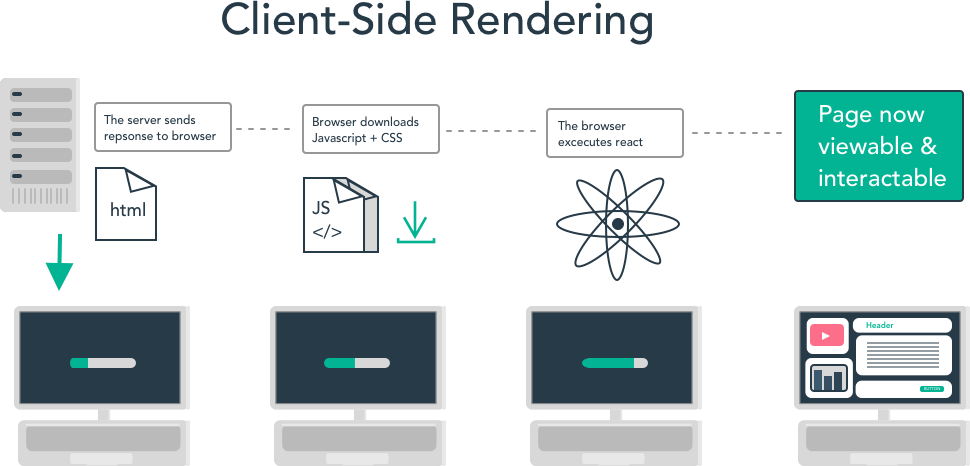 Client-Side Rendering
The server sends
repsonse to browser
Browser downloads
Javascript + CSS
The browser
excecutes react
Page now
viewable &
interactable
html
JS
</>
Header
BUTTON